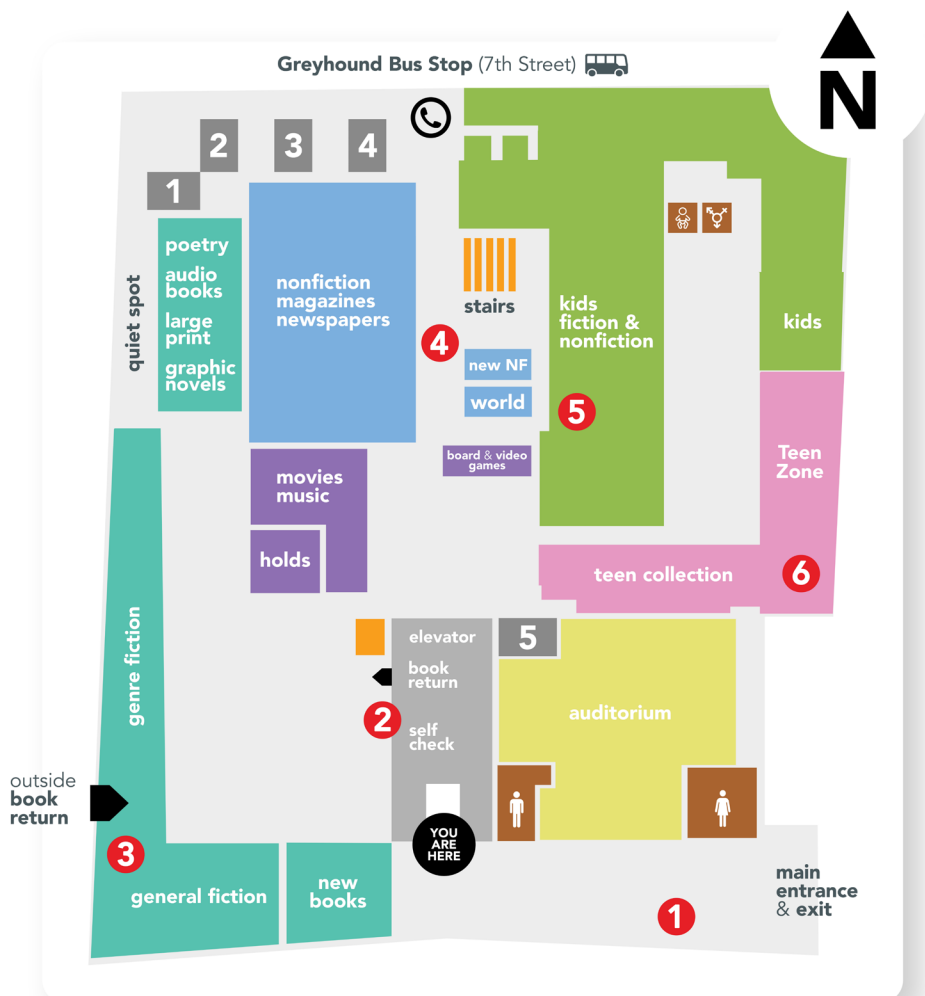 Greyhound Bus Stop (7th Street)
N
2
3
4
1
poetry
audio
books
large
print
graphic
novels
quiet spot
nonfiction
magazines
newspapers
stairs
4
new NF
world
board & video
games
kids
fiction &
nonfiction
5
kids
Teen
Zone
teen collection
6
movies
music
holds
genre fiction
elevator
book
return
2
self
check
5
auditorium
outside
book
return
3
general fiction
new
books
YOU
ARE
HERE
1
main
entrance
& exit